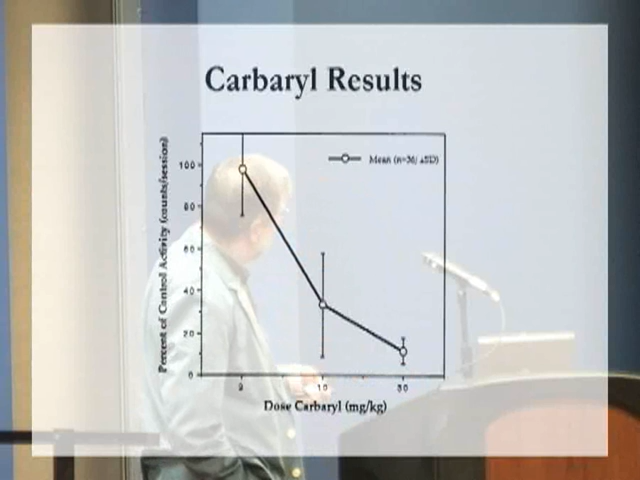 Carbaryl Results
Mean (n=36; ±SD)
Percent of Control Activity (counts/session)
100
80
60
40
20
0
10
30
Dose Carbaryl (mg/kg)